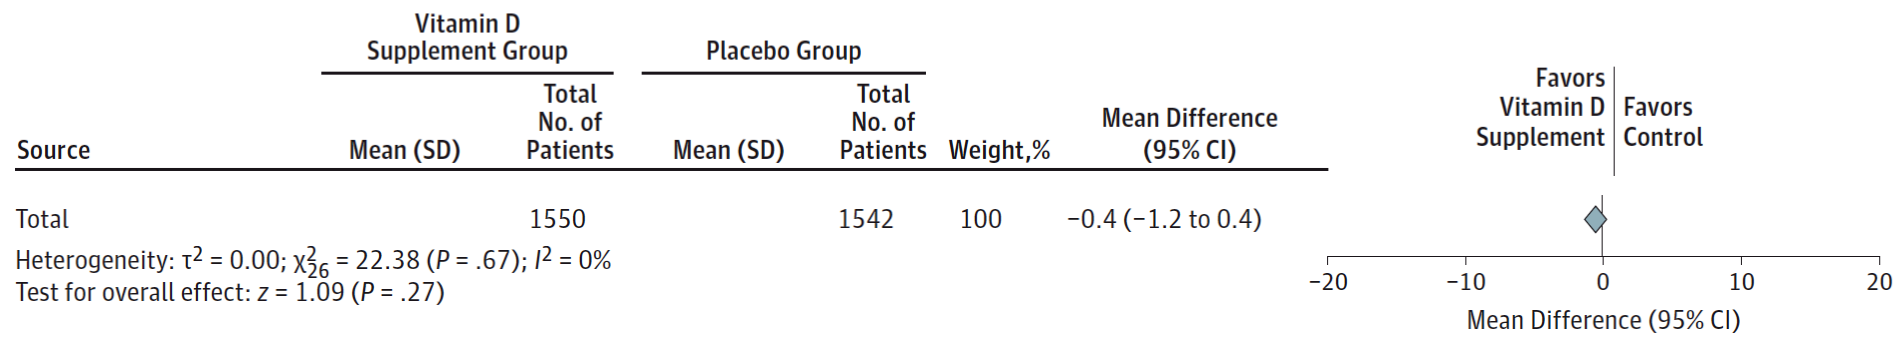 Vitamin D
Supplement Group
Placebo Group
Source
Mean (SD)
Total
No. of
Patients
Mean (SD)
Total
No. of
Patients
Weight,%
Mean Difference
(95% CI)
Favors
Vitamin D
Supplement
Favors
Control
Total 1550 1542 100 −0.4 (−1.2 to 0.4)
Heterogeneity: τ² = 0.00; χ²₂₆ = 22.38 (P = .67); I² = 0%
Test for overall effect: z = 1.09 (P = .27)
−20 −10 0 10 20
Mean Difference (95% CI)